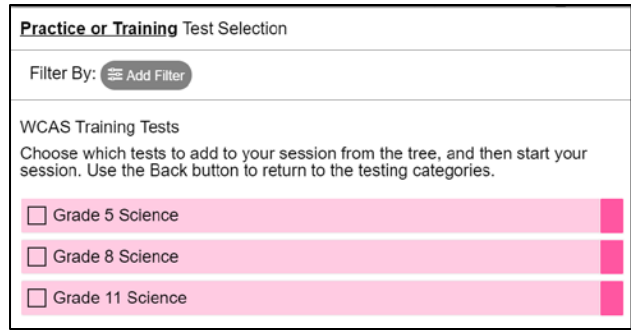 Practice or Training Test Selection
Filter By: Add Filter
WCAS Training Tests
Choose which tests to add to your session from the tree, and then start your
session. Use the Back button to return to the testing categories.
Grade 5 Science
Grade 8 Science
Grade 11 Science